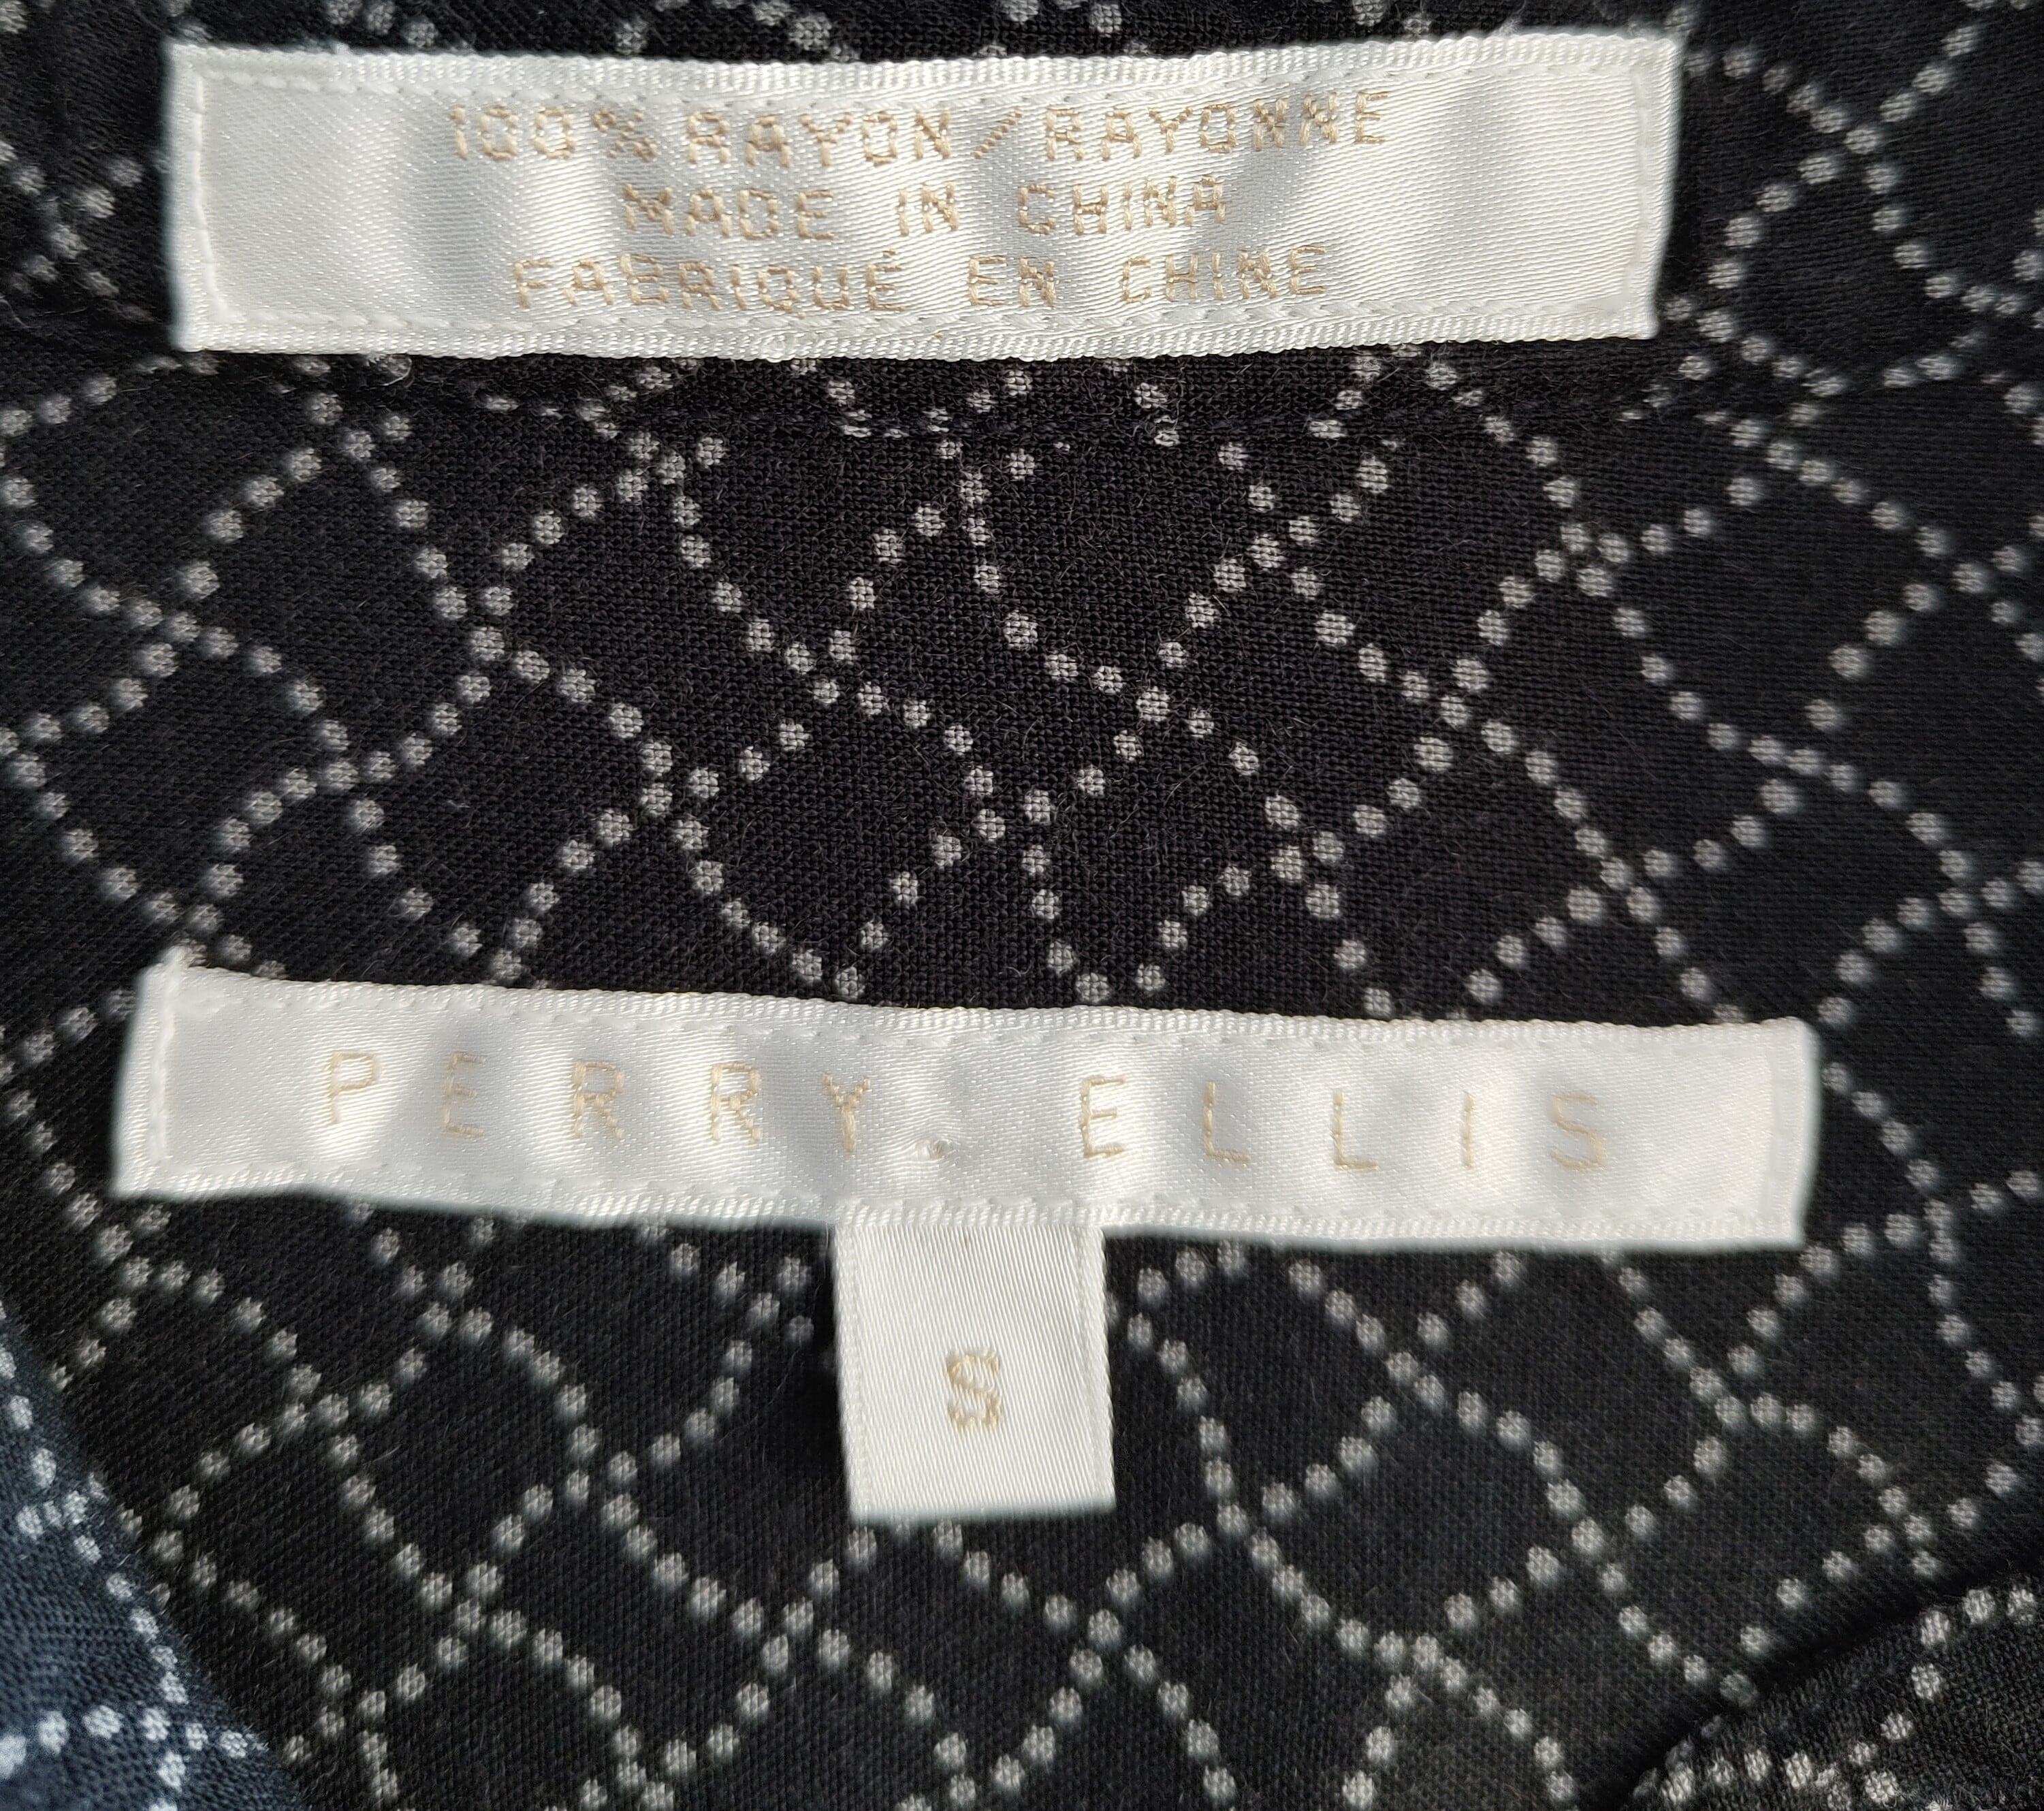 100% RAYON/RAYONNE
MADE IN CHINA
FABRIQUÉ EN CHINE
PERRY ELLIS
S